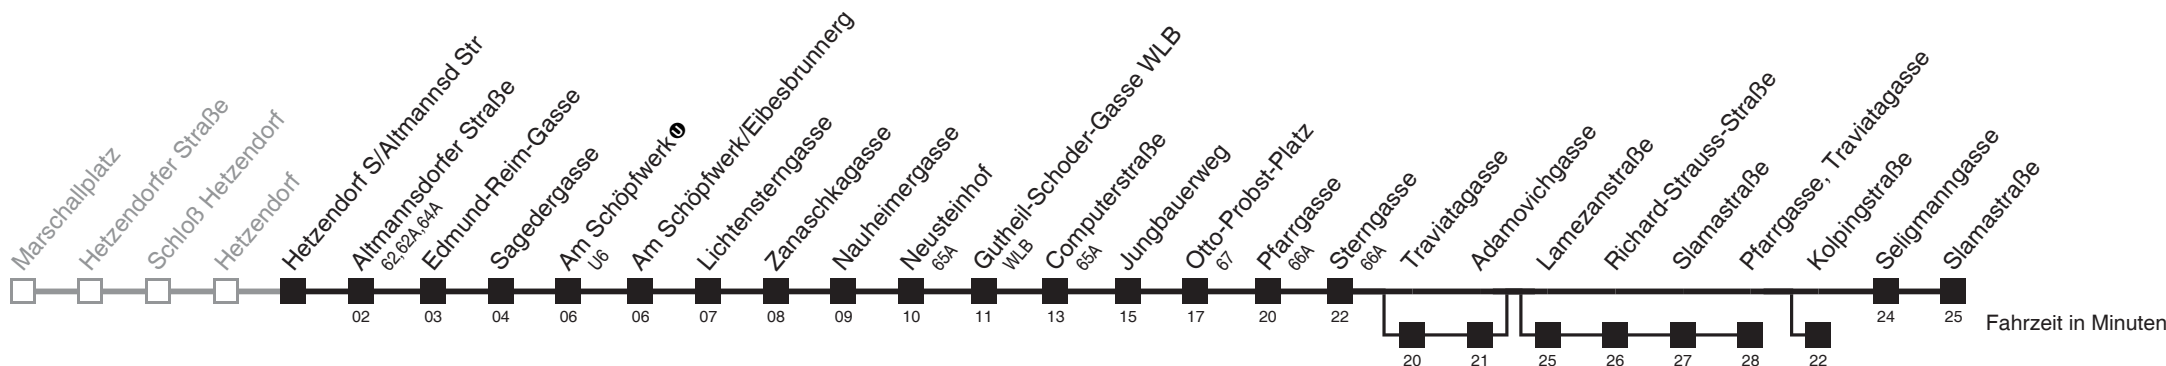 Marschallplatz
Hetzendorfer Straße
Schloß Hetzendorf
Hetzendorf
Hetzendorf S/Altmannsd Str
Altmannsdorfer Straße
62,62A,64A
Edmund-Reim-Gasse
Sagedergasse
Am Schöpfwerk U
U6
Am Schöpfwerk/Eibesbrunnerg
Lichtensterngasse
Zanaschkagasse
Nauheimergasse
Neusteinhof
65A
Gutheil-Schoder-Gasse WLB
WLB
Computerstraße
65A
Jungbauerweg
Otto-Probst-Platz
67
Pfarrgasse
66A
Sterngasse
66A
Traviatagasse
Adamovichgasse
Lamezanstraße
Richard-Strauss-Straße
Slamastraße
Pfarrgasse, Traviatagasse
Kolpingstraße
Seligmanngasse
Slamastraße
02 03 04 06 06 07 08 09 10 11 13 15 17 20 22 24 25
Fahrzeit in Minuten
20 21 25 26 27 28 22